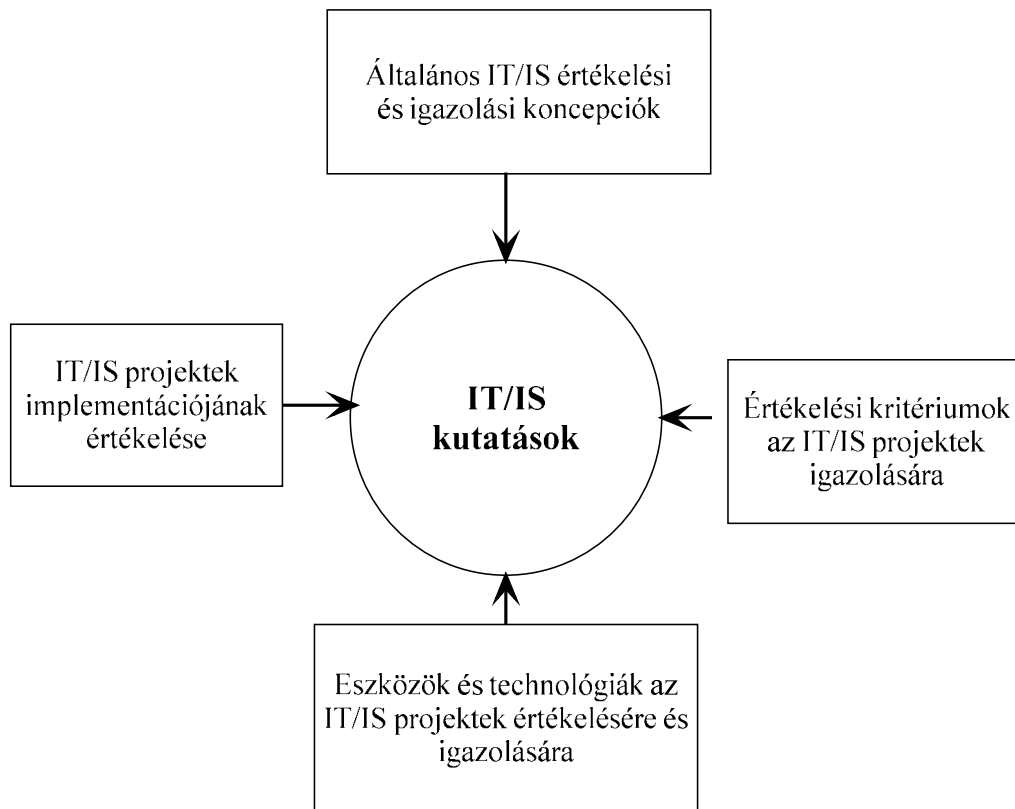 Általános IT/IS értékelési
és igazolási koncepciók
IT/IS projektek
implementációjának
értékelése
IT/IS
kutatások
Értékelési kritériumok
az IT/IS projektek
igazolására
Eszközök és technológiák az
IT/IS projektek értékelésére és
igazolására